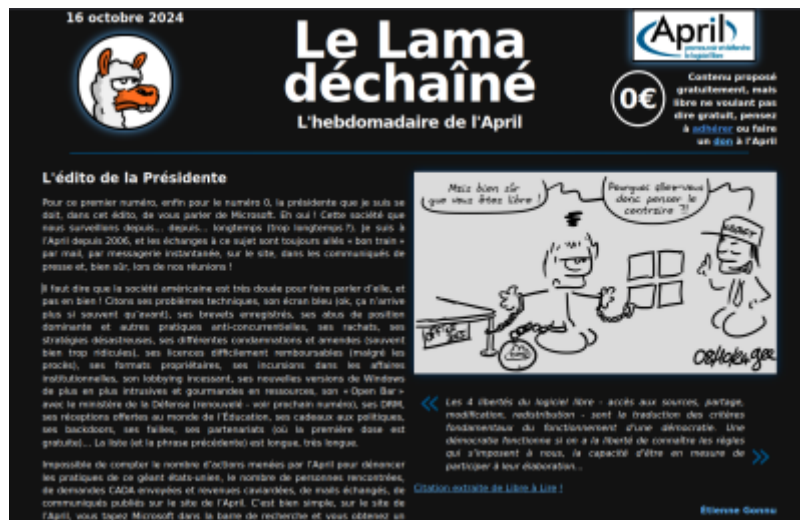 16 octobre 2024
Le Lama
déchaîné
L'hebdomadaire de l'April
April
promouvoir et défendre
le logiciel libre
0€
Contenu proposé
gratuitement, mais
libre ne voulant pas
dire gratuit, pensez
à adhérer ou faire
un don à l'April
L'édito de la Présidente
Pour ce premier numéro, enfin pour le numéro 0, la présidente que je suis se
doit, dans cet édito, de vous parler de Microsoft. Eh oui ! Cette société que
nous surveillons depuis... depuis... longtemps (trop longtemps ?). Je suis à
l'April depuis 2006, et les échanges à ce sujet sont toujours allés « bon train »
par mail, par messagerie instantanée, sur le site, dans les communiqués de
presse et, bien sûr, lors de nos réunions !
Il faut dire que la société américaine est très douée pour faire parler d'elle, et
pas en bien ! Citons ses problèmes techniques, son écran bleu (ok, ça n'arrive
plus si souvent qu'avant), ses brevets enregistrés, ses abus de position
dominante et autres pratiques anti-concurrentielles, ses rachats, ses
stratégies désastreuses, ses différentes condamnations et amendes (souvent
bien trop ridicules), ses licences difficilement remboursables (malgré les
procès), ses formats propriétaires, ses incursions dans les affaires
institutionnelles, son lobbying incessant, ses nouvelles versions de Windows
de plus en plus intrusives et gourmandes en ressources, son « Open Bar »
avec le ministère de la Défense (renouvelé - voir prochain numéro), ses DRM,
ses réceptions offertes au monde de l'Éducation, ses cadeaux aux politiques,
ses backdoors, ses failles, ses partenariats (où la première dose est
gratuite)... La liste (et la phrase précédente) est longue, très longue.
Impossible de compter le nombre d'actions menées par l'April pour dénoncer
les pratiques de ce géant états-unien, le nombre de personnes rencontrées,
de demandes CADA envoyées et revenues caviardées, de mails échangés, de
communiqués publiés sur le site de l'April. C'est bien simple, sur le site de
l'April, vous tapez Microsoft dans la barre de recherche et vous obtenez un
Mais bien sûr
que vous êtes libre !
Pourquoi allez-vous
donc penser le
contraire ?!
OFFICE
« Les 4 libertés du logiciel libre - accès aux sources, partage,
modification, redistribution - sont la traduction des critères
fondamentaux du fonctionnement d'une démocratie. Une
démocratie fonctionne si on a la liberté de connaître les règles
qui s'imposent à nous, la capacité d'être en mesure de
participer à leur élaboration... »
Citation extraite de Libre à Lire !
Étienne Gonnu